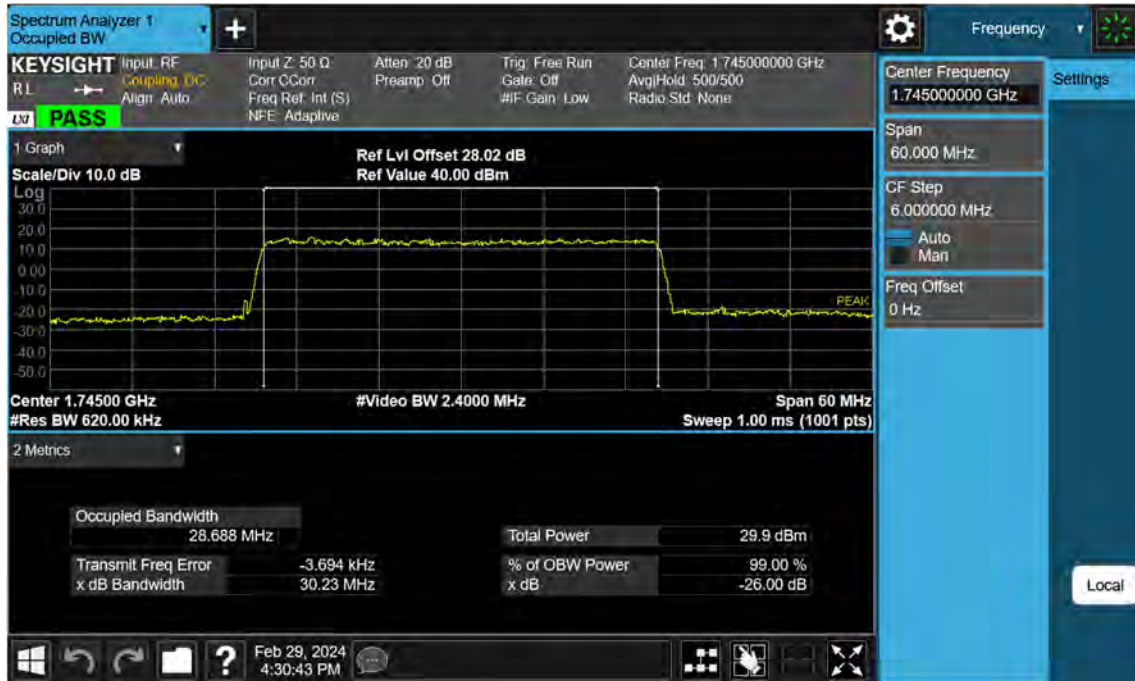 Spectrum Analyzer 1
Occupied BW
+
Frequency
KEYSIGHT Input: RF Input Z: 50 Ω Atten: 20 dB Trig: Free Run Center Freq: 1.745000000 GHz
RL Coupling: DC Corr CCorr Preamp: Off Gate: Off Avg|Hold: 500/500
Align: Auto Freq Ref: Int (S) #IF Gain: Low Radio Std: None
LXI PASS NFE: Adaptive
Center Frequency
1.745000000 GHz
Settings
Span
60.000 MHz
CF Step
6.000000 MHz
Auto
Man
Freq Offset
0 Hz
Local
1 Graph
Scale/Div 10.0 dB
Ref Lvl Offset 28.02 dB
Ref Value 40.00 dBm
Log
30.0
20.0
10.0
0.00
-10.0
-20.0
-30.0
-40.0
-50.0
PEAK
Center 1.74500 GHz #Video BW 2.4000 MHz Span 60 MHz
#Res BW 620.00 kHz Sweep 1.00 ms (1001 pts)
2 Metrics
Occupied Bandwidth
28.688 MHz
Total Power 29.9 dBm
Transmit Freq Error -3.694 kHz % of OBW Power 99.00 %
x dB Bandwidth 30.23 MHz x dB -26.00 dB
?
Feb 29, 2024
4:30:43 PM